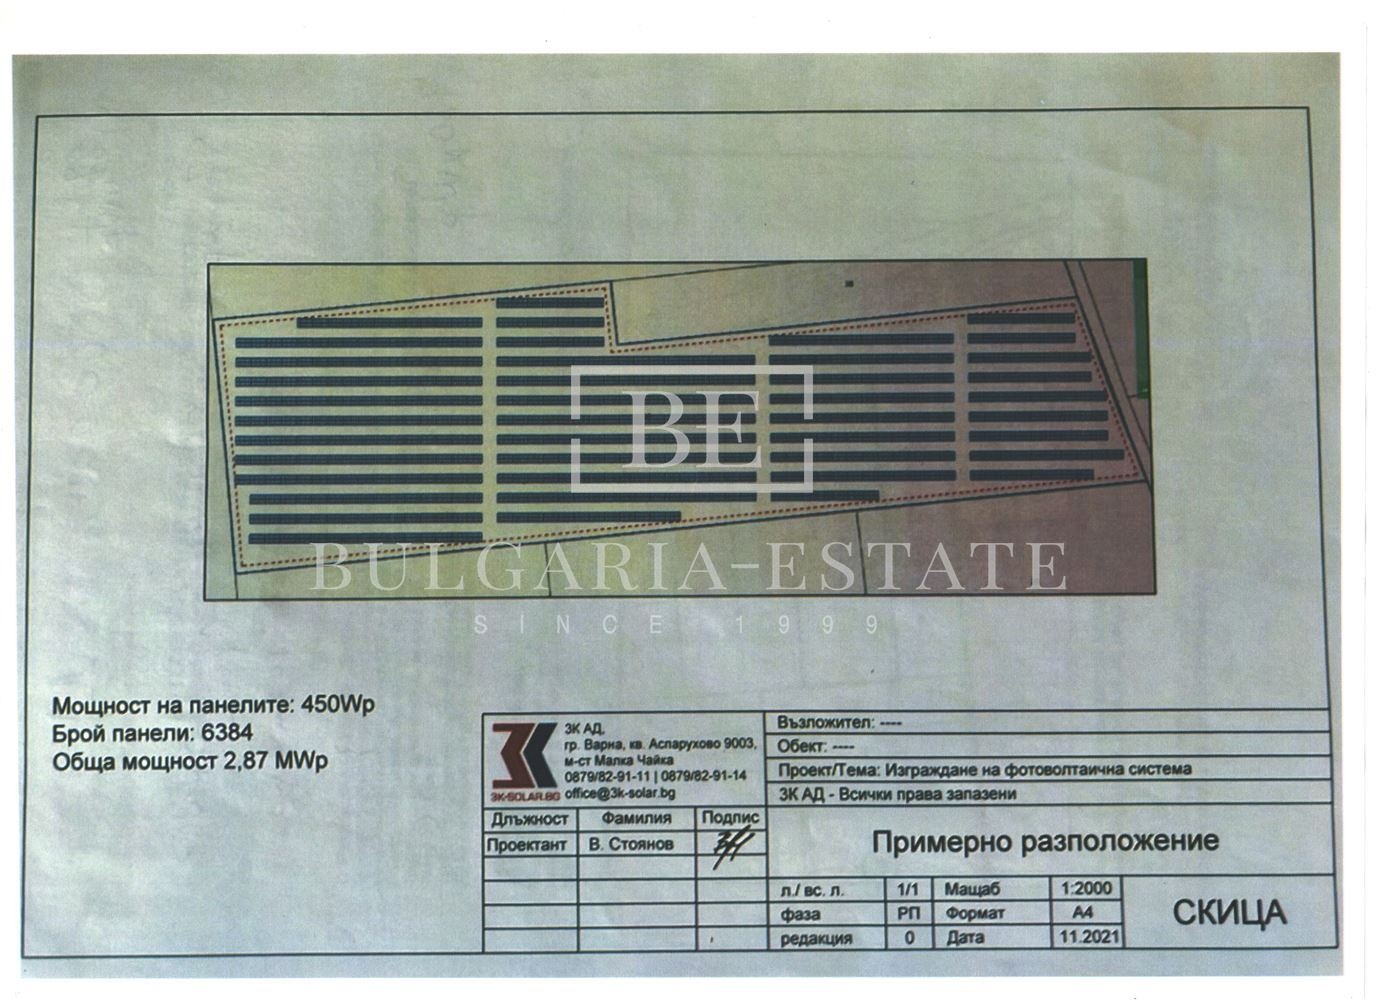 BE
BULGARIA-ESTATE
SINCE 1999
Мощност на панелите: 450Wp
Брой панели: 6384
Обща мощност 2,87 MWp
3K
3K-SOLAR.BG
3К АД,
гр. Варна, кв. Аспарухово 9003,
м-ст Малка Чайка
0879/82-91-11 | 0879/82-91-14
office@3k-solar.bg
Възложител: ----
Обект: ----
Проект/Тема: Изграждане на фотоволтаична система
3К АД - Всички права запазени
Длъжност Фамилия Подпис
Проектант В. Стоянов
Примерно разположение
л./ вс. л. 1/1 Мащаб 1:2000
фаза РП Формат А4
редакция 0 Дата 11.2021
СКИЦА